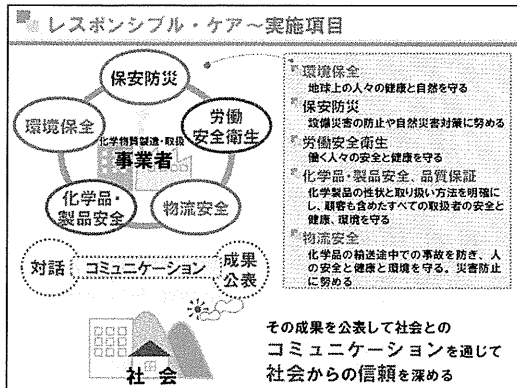 レスポンシブル・ケア～実施項目
保安防災
環境保全
労働
安全衛生
化学物質製造・取扱
事業者
化学品・
製品安全
物流安全
対話
コミュニケーション
成果
公表
社会
環境保全
地球上の人々の健康と自然を守る
保安防災
設備災害の防止や自然災害対策に努める
労働安全衛生
働く人々の安全と健康を守る
化学品・製品安全、品質保証
化学製品の性状と取り扱い方法を明確に
し、顧客も含めたすべての取扱者の安全と
健康、環境を守る
物流安全
化学品の輸送途中での事故を防ぎ、人
の安全と健康と環境を守る。災害防止
に努める
その成果を公表して社会との
コミュニケーションを通じて
社会からの信頼を深める